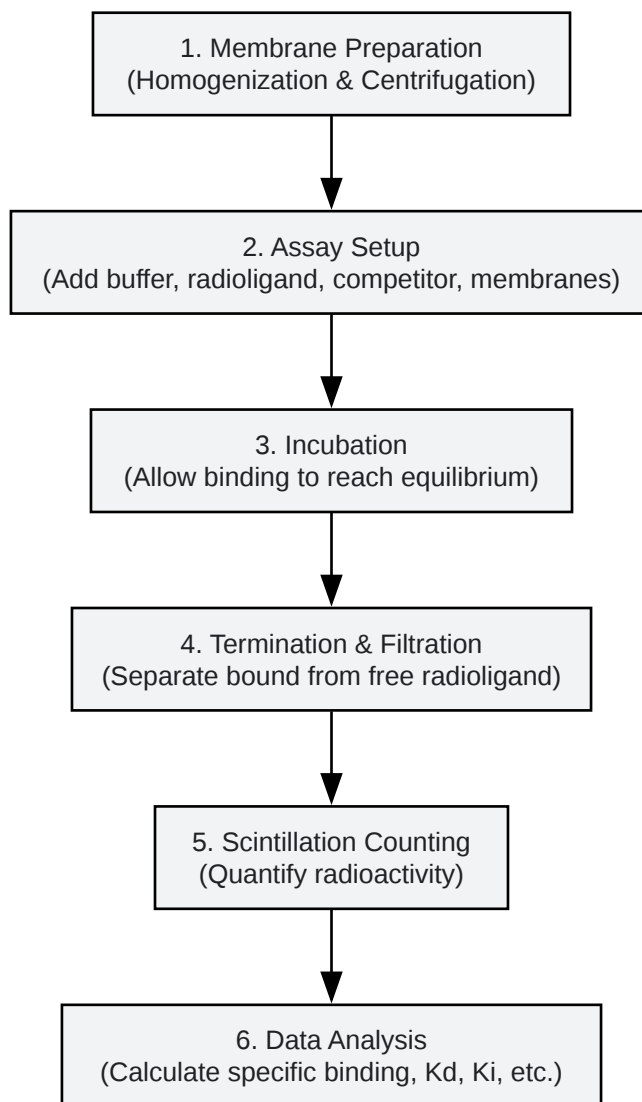 1. Membrane Preparation
(Homogenization & Centrifugation)
2. Assay Setup
(Add buffer, radioligand, competitor, membranes)
3. Incubation
(Allow binding to reach equilibrium)
4. Termination & Filtration
(Separate bound from free radioligand)
5. Scintillation Counting
(Quantify radioactivity)
6. Data Analysis
(Calculate specific binding, Kd, Ki, etc.)